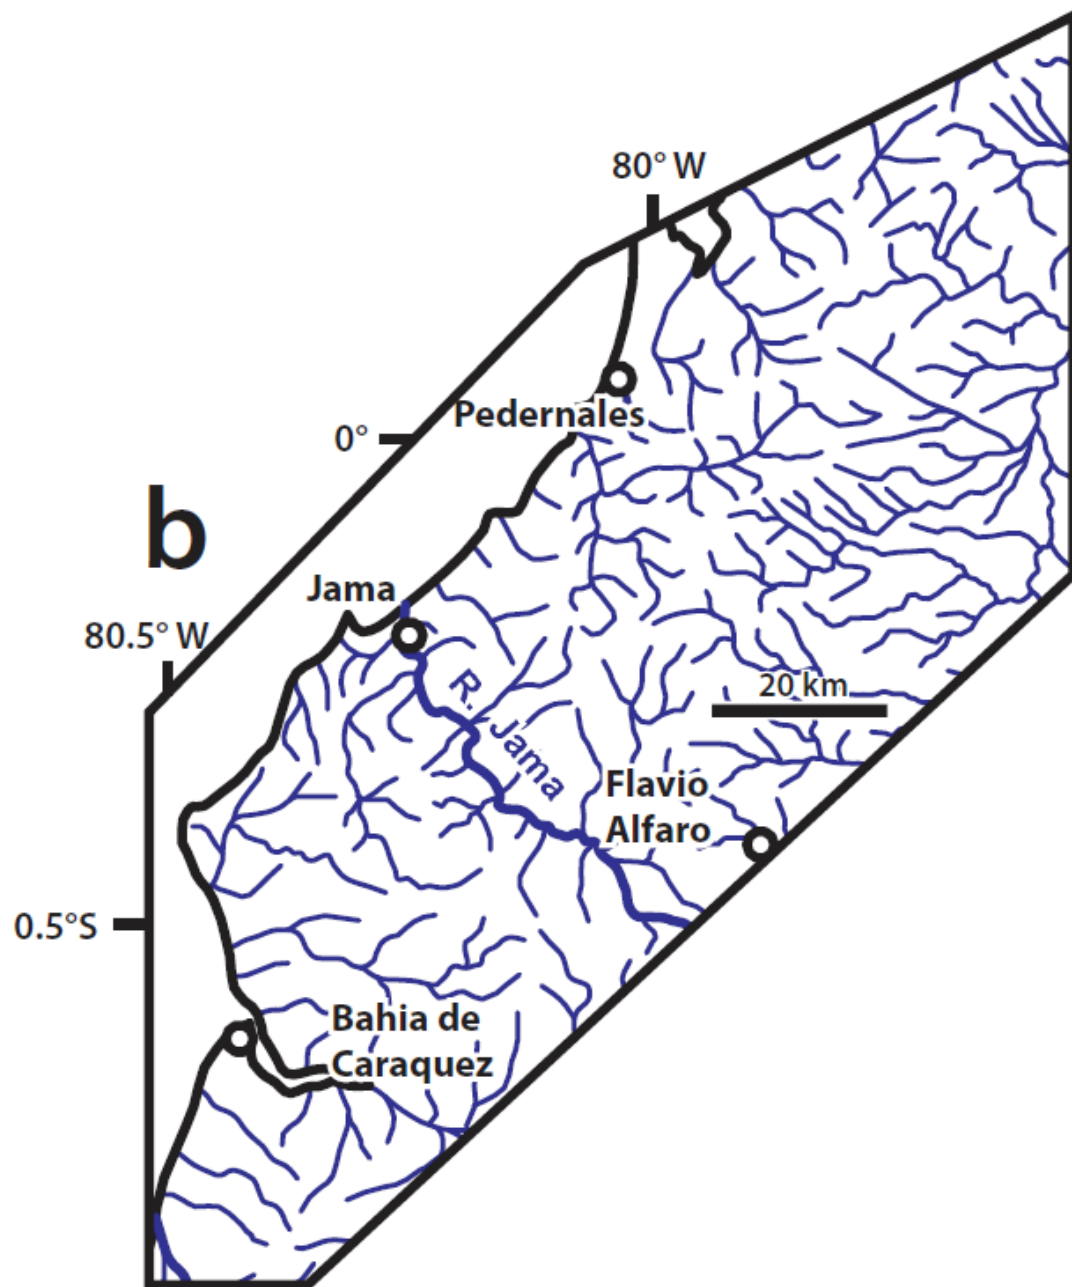 80° W
Pedernales
0°
b
Jama
80.5° W
R. Jama
20 km
Flavio
Alfaro
0.5°S
Bahia de
Caraquez